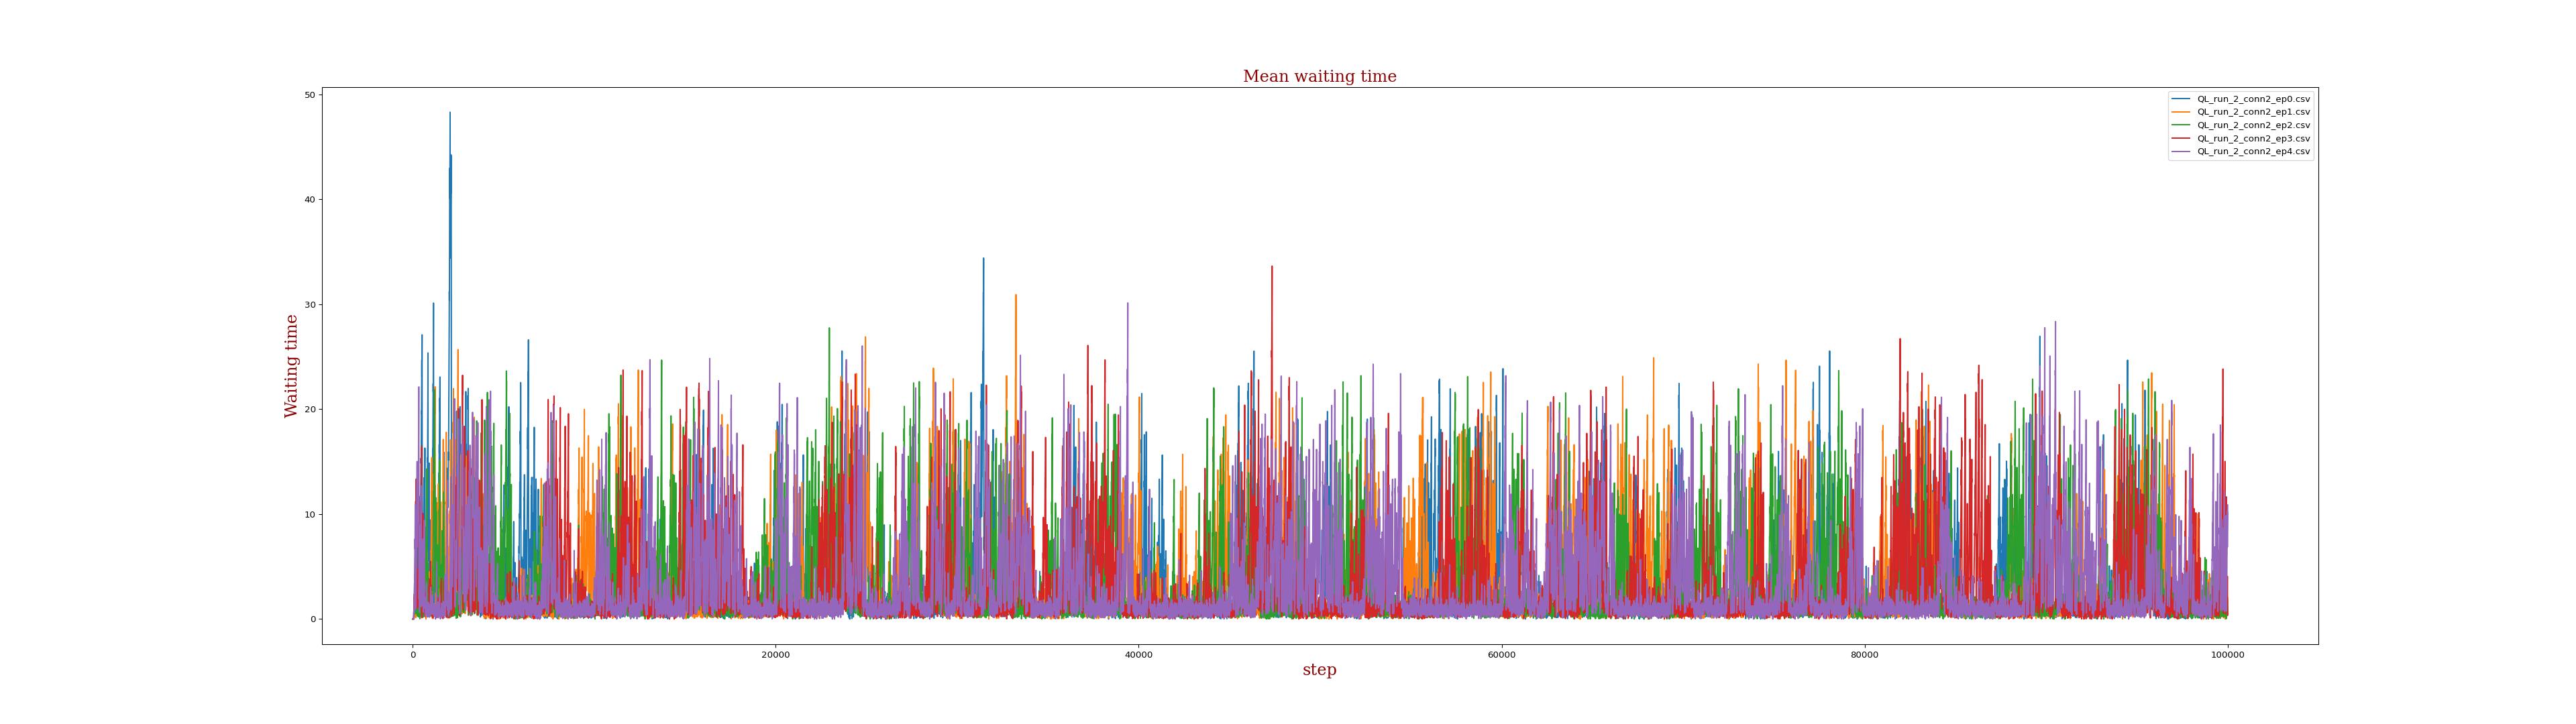 Mean waiting time
50
40
30
20
10
0
Waiting time
QL_run_2_conn2_ep0.csv
QL_run_2_conn2_ep1.csv
QL_run_2_conn2_ep2.csv
QL_run_2_conn2_ep3.csv
QL_run_2_conn2_ep4.csv
0 20000 40000 60000 80000 100000
step